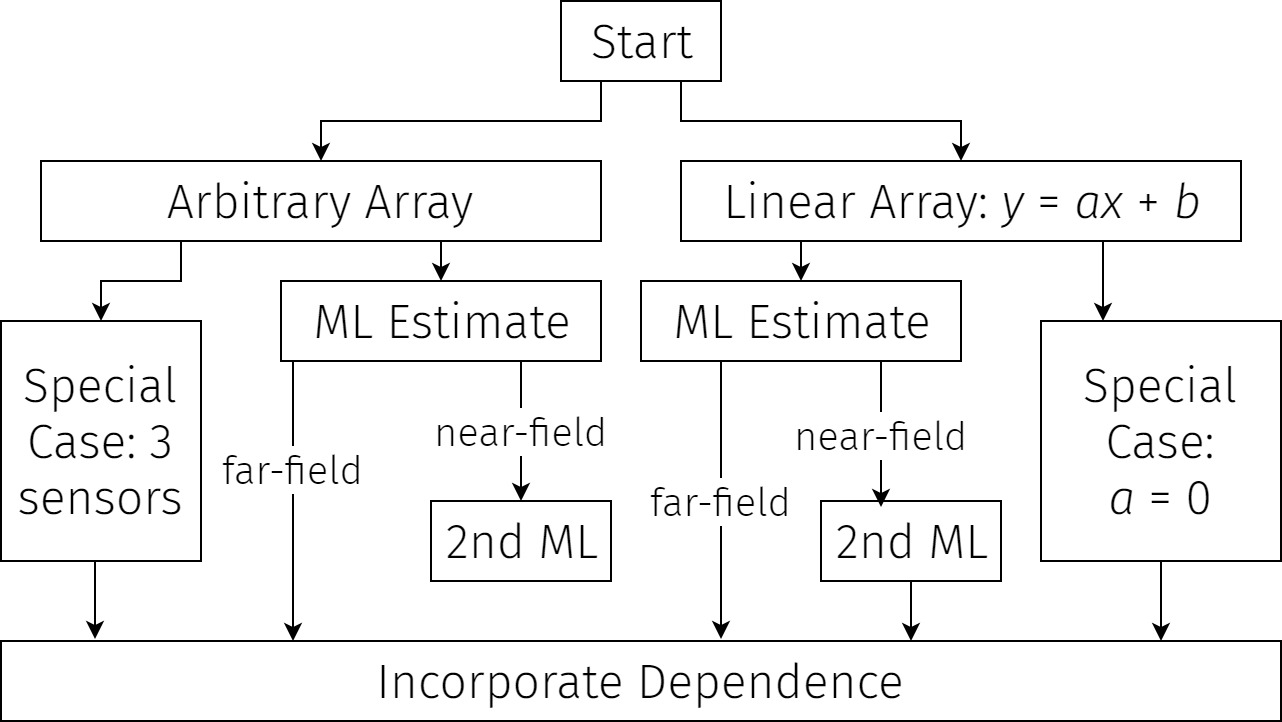 Start
Arbitrary Array
Linear Array: y = ax + b
ML Estimate
ML Estimate
Special
Case: 3
sensors
Special
Case:
a = 0
near-field
near-field
far-field
far-field
2nd ML
2nd ML
Incorporate Dependence